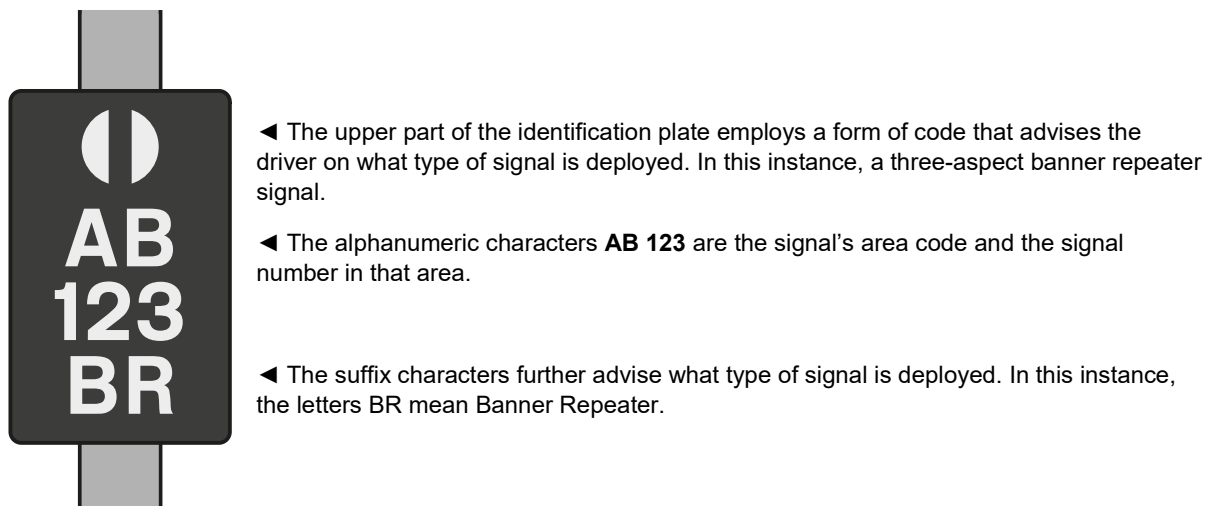 ◄ The upper part of the identification plate employs a form of code that advises the
driver on what type of signal is deployed. In this instance, a three-aspect banner repeater
signal.
AB
123
BR
◄ The alphanumeric characters AB 123 are the signal’s area code and the signal
number in that area.
◄ The suffix characters further advise what type of signal is deployed. In this instance,
the letters BR mean Banner Repeater.